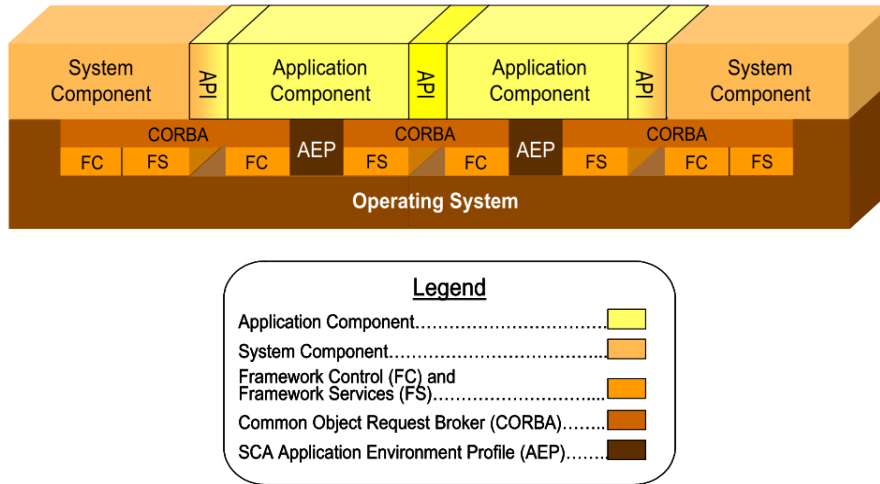 System
Component
API
Application
Component
API
Application
Component
API
System
Component
CORBA
CORBA
CORBA
FC
FS
FC
AEP
FS
FC
AEP
FS
FC
FS
Operating System
Legend
Application Component
System Component
Framework Control (FC) and
Framework Services (FS)
Common Object Request Broker (CORBA)
SCA Application Environment Profile (AEP)